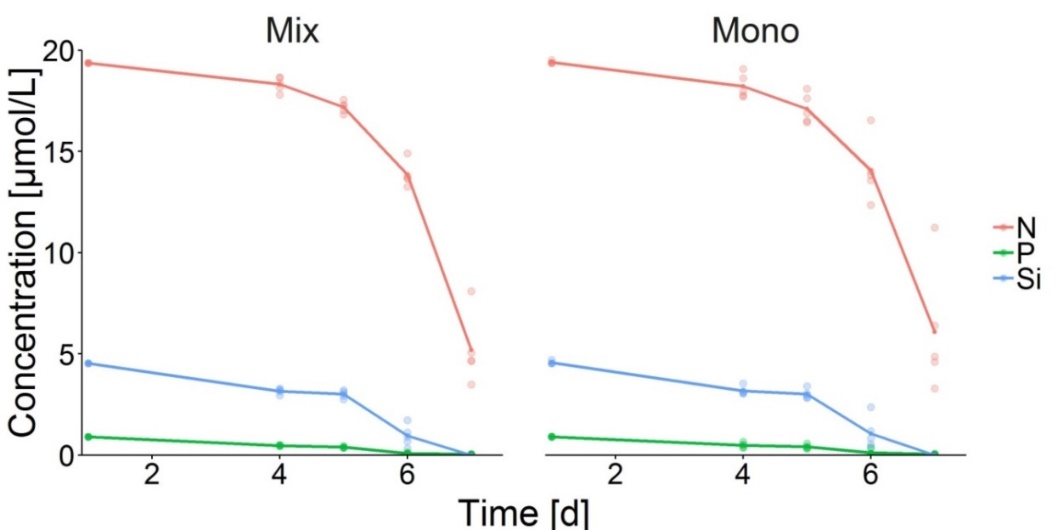 Mix Mono
Concentration [µmol/L]
20
15
10
5
0
2 4 6 2 4 6
Time [d]
N
P
Si